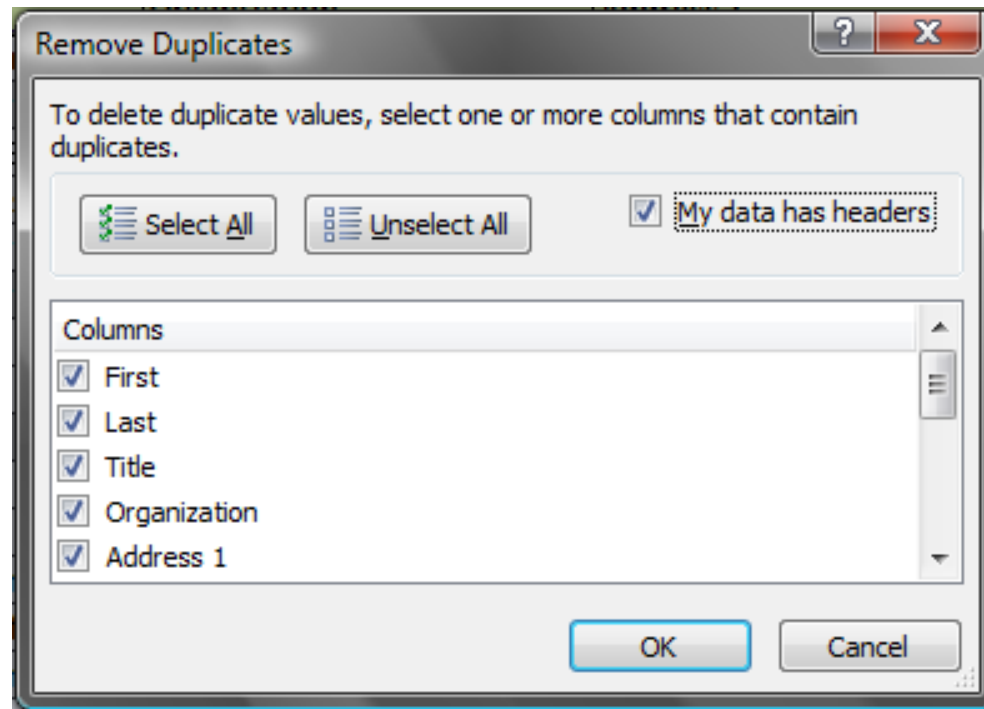 Remove Duplicates
To delete duplicate values, select one or more columns that contain
duplicates.
Select All
Unselect All
My data has headers
Columns
First
Last
Title
Organization
Address 1
OK
Cancel